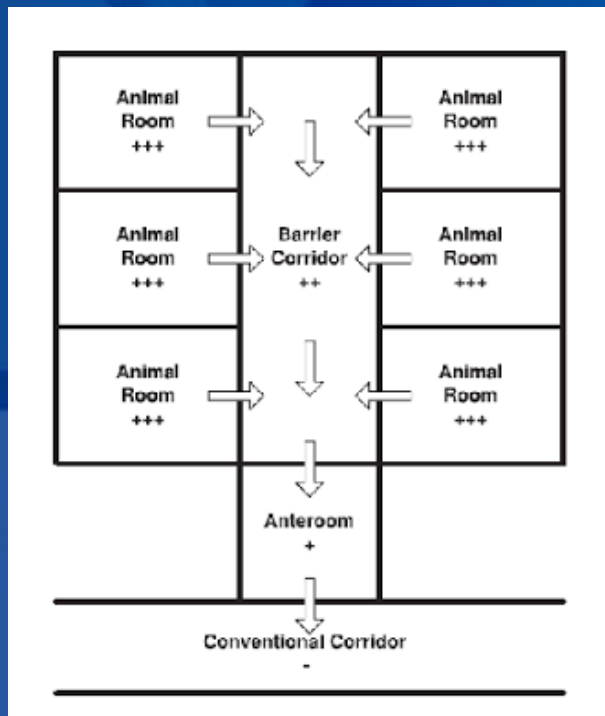 Animal
Room
+++
Animal
Room
+++
Animal
Room
+++
Barrier
Corridor
++
Animal
Room
+++
Animal
Room
+++
Animal
Room
+++
Anteroom
+
Conventional Corridor
-